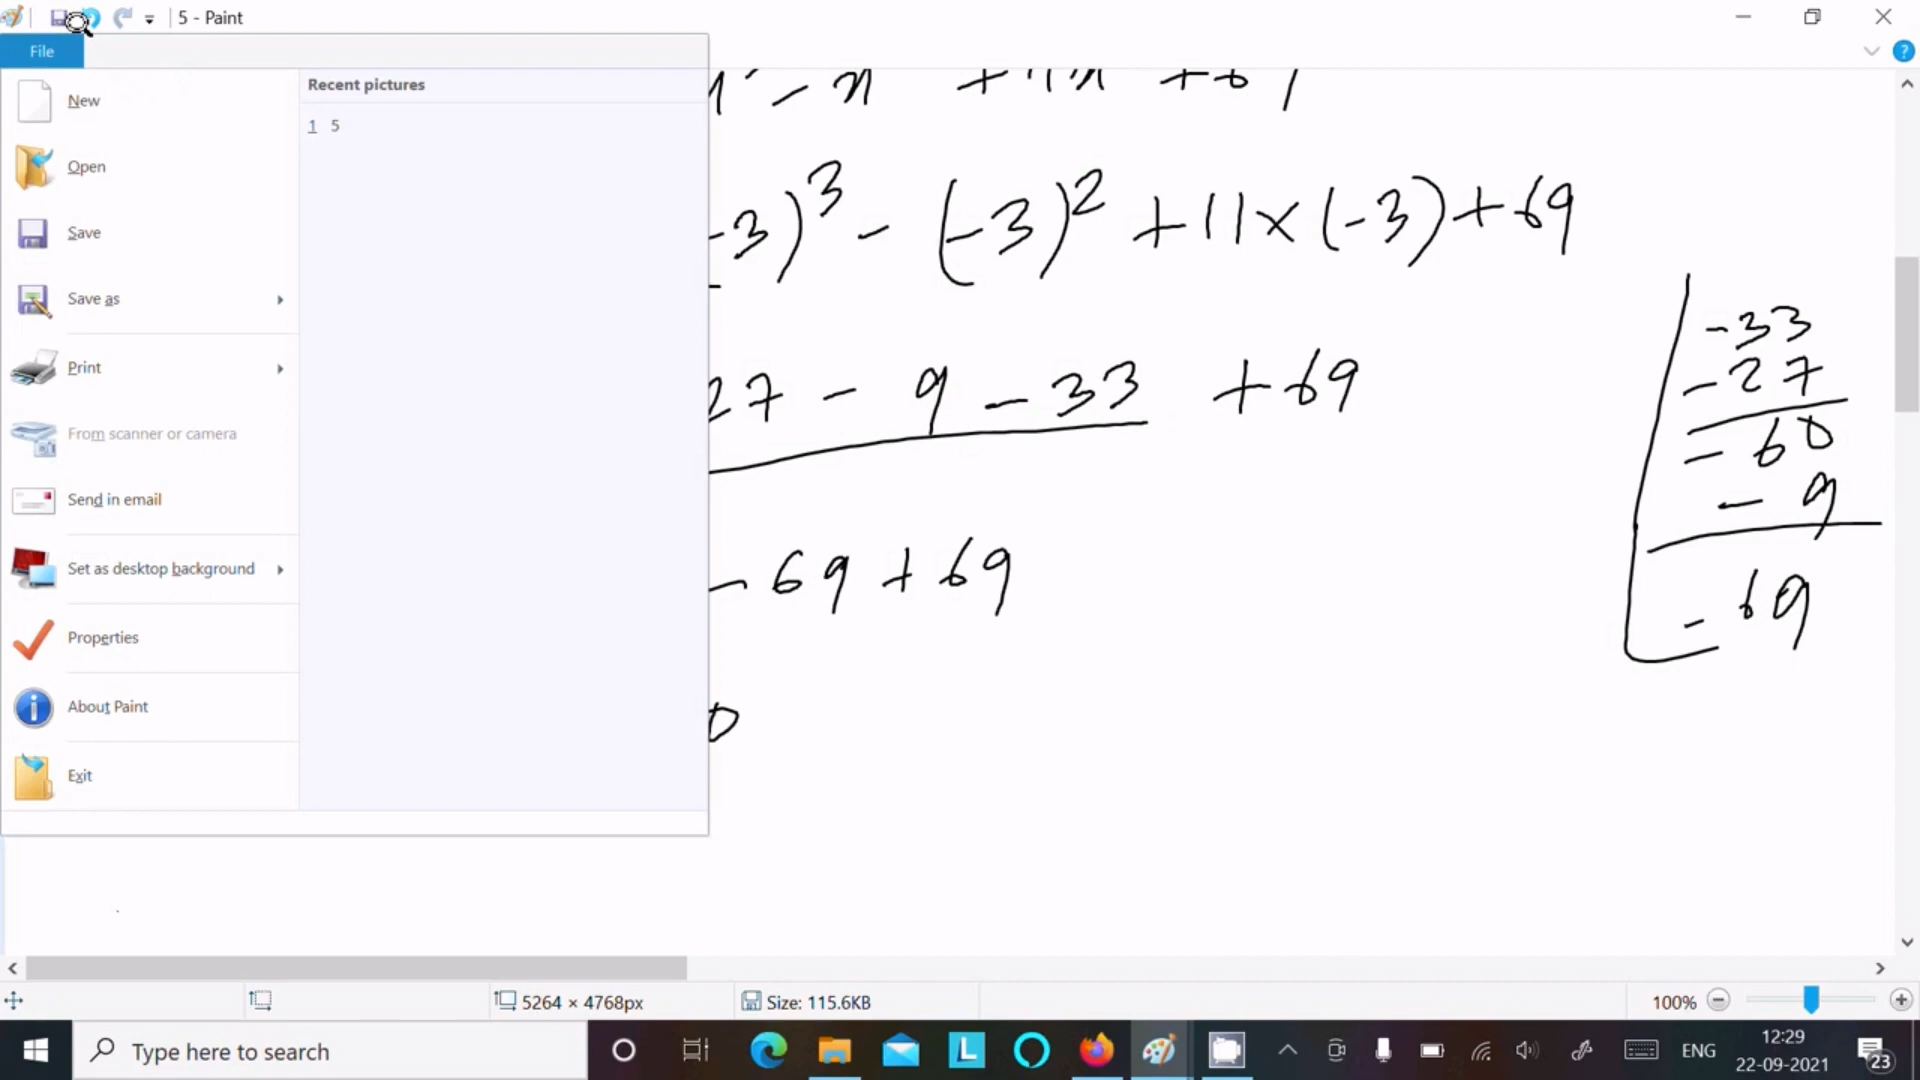 5 - Paint
File
New
Open
Save
Save as
Print
From scanner or camera
Send in email
Set as desktop background
Properties
About Paint
Exit
Recent pictures
1 5
-3)³ - (-3)² + 11 × (-3) + 69
27 - 9 - 33 + 69
- 69 + 69
0
-33
-27
- 60
- 9
- 69
5264 × 4768px
Size: 115.6KB
100%
Type here to search
L
ENG
12:29
22-09-2021
23